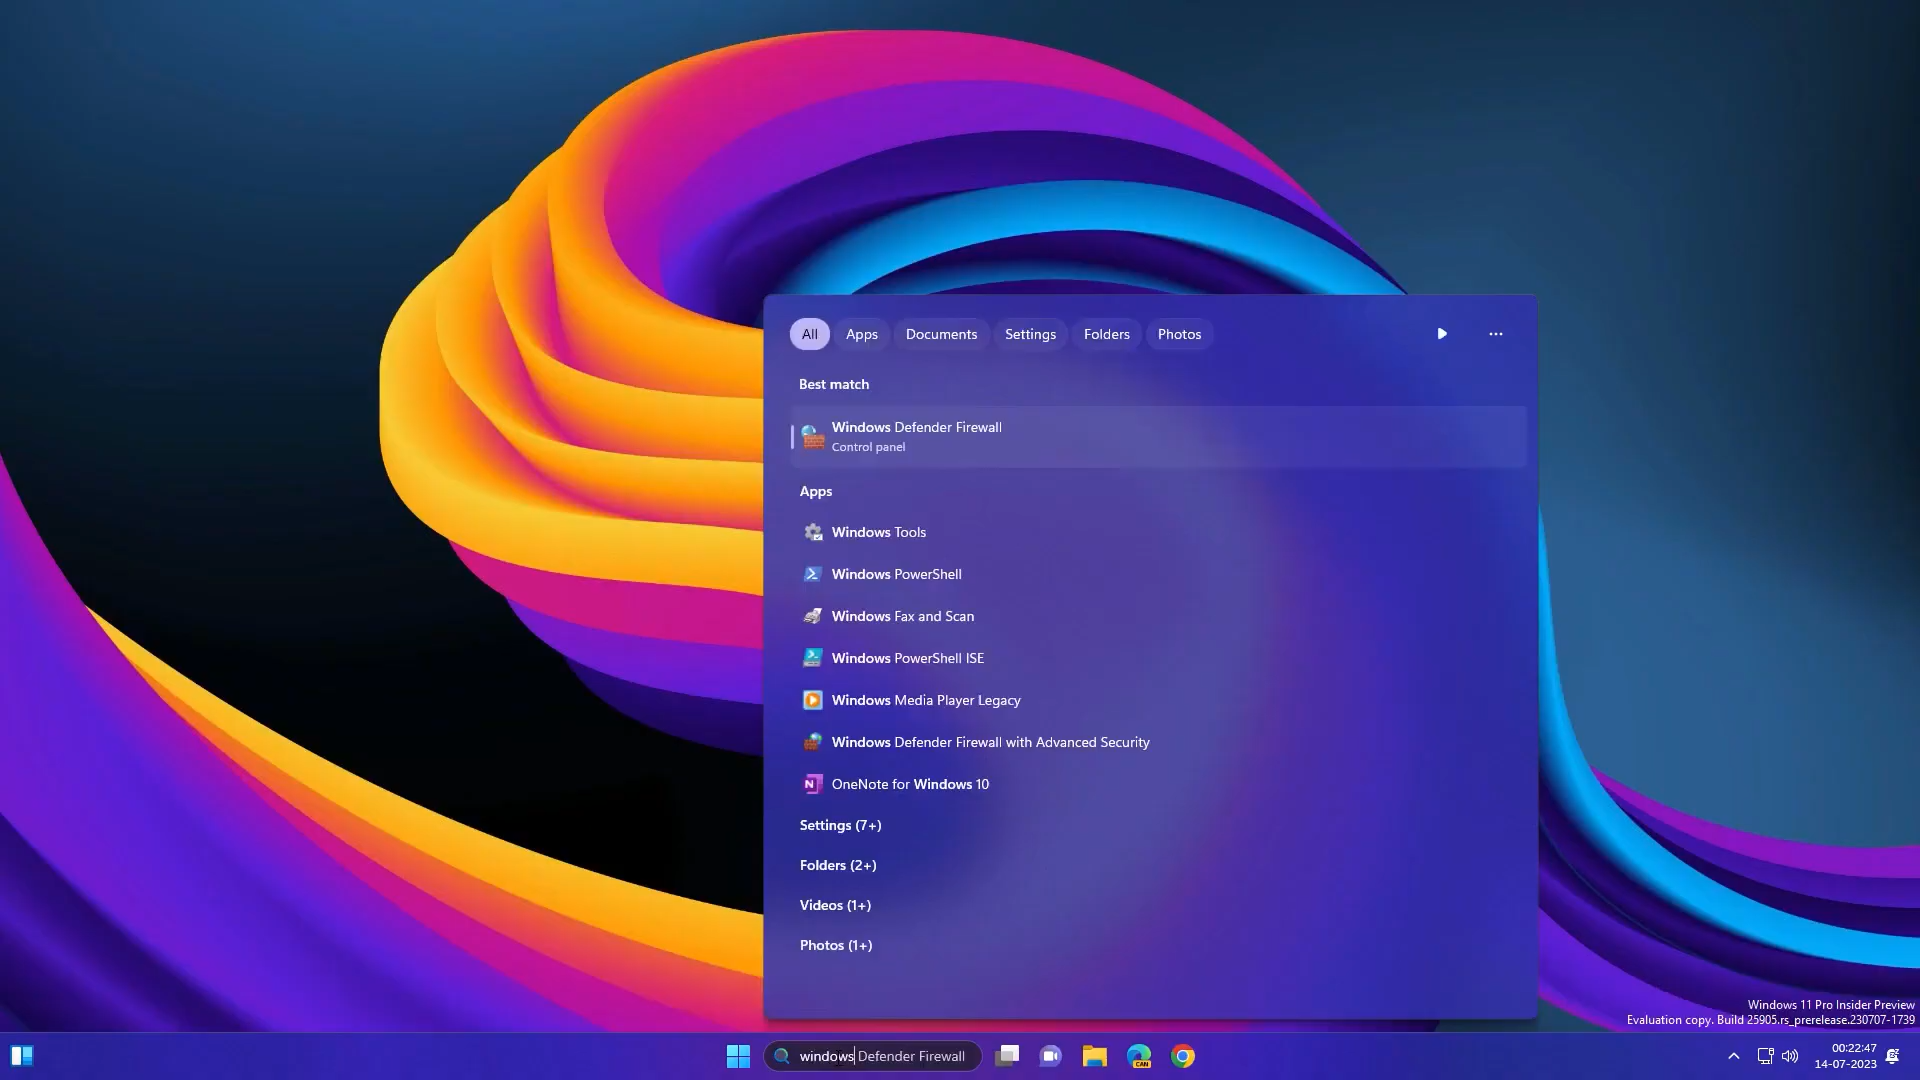 All Apps Documents Settings Folders Photos
Best match
Windows Defender Firewall
Control panel
Apps
Windows Tools
Windows PowerShell
Windows Fax and Scan
Windows PowerShell ISE
Windows Media Player Legacy
Windows Defender Firewall with Advanced Security
OneNote for Windows 10
Settings (7+)
Folders (2+)
Videos (1+)
Photos (1+)
Windows 11 Pro Insider Preview
Evaluation copy. Build 25905.rs_prerelease.230707-1739
windows Defender Firewall
CAN
00:22:47
14-07-2023